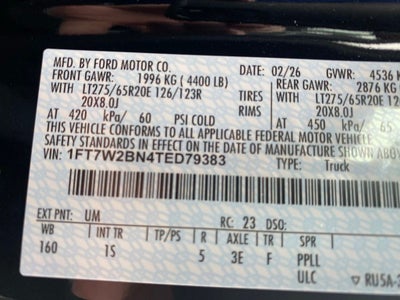 MFD. BY FORD MOTOR CO.
DATE: 02/26 GVWR: 4536 K
FRONT GAWR: 1996 KG ( 4400 LB) REAR GAWR: 2876 KG
WITH LT275/65R20E 126/123R TIRES WITH LT275/65R20E 12
20X8.0J RIMS 20X8.0J
AT 420 kPa/ 60 PSI COLD AT 450 kPa/ 65
THIS VEHICLE CONFORMS TO ALL APPLICABLE FEDERAL MOTOR VEHICLE
SAFETY STANDARDS IN EFFECT ON THE DATE OF MANUFACTURE SHOWN
VIN: 1FT7W2BN4TED79383 TYPE: Truck
EXT PNT: UM RC: 23 DSO:
WB INT TR TP/PS R AXLE TR SPR
160 1S 5 3E F PPLL
ULC